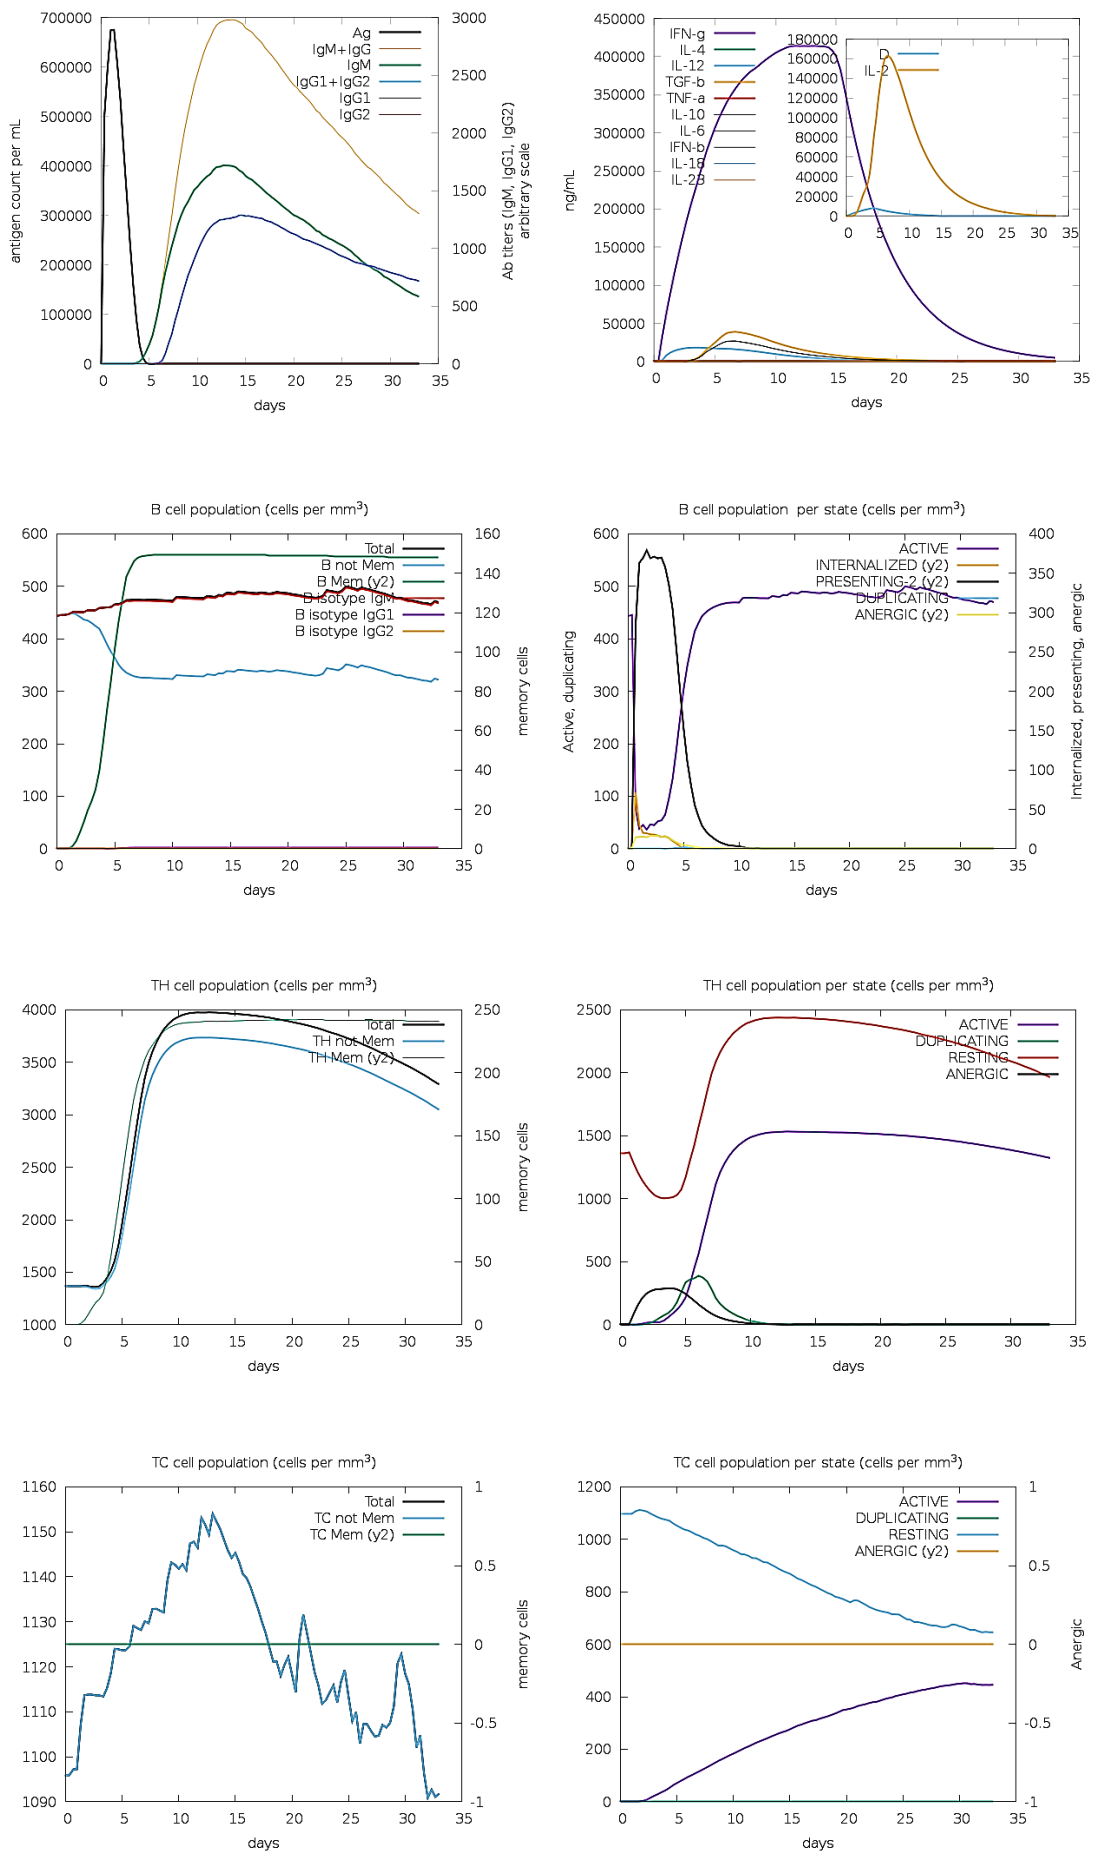 700000
600000
500000
400000
300000
200000
100000
0
3000
2500
2000
1500
1000
500
0
0 5 10 15 20 25 30 35
Ag
IgM+IgG
IgM
IgG1+IgG2
IgG1
IgG2
antigen count per mL
Ab titers (IgM, IgG1, IgG2)
arbitrary scale
days
450000
400000
350000
300000
250000
200000
150000
100000
50000
0
0 5 10 15 20 25 30 35
IFN-g
IL-4
IL-12
TGF-b
TNF-a
IL-10
IL-6
IFN-b
IL-18
IL-23
ng/mL
days
180000
160000
140000
120000
100000
80000
60000
40000
20000
0
0 5 10 15 20 25 30 35
D
IL-2
B cell population (cells per mm3)
600
500
400
300
200
100
0
160
140
120
100
80
60
40
20
0
0 5 10 15 20 25 30 35
Total
B not Mem
B Mem (y2)
B isotype IgM
B isotype IgG1
B isotype IgG2
memory cells
days
B cell population per state (cells per mm3)
600
500
400
300
200
100
0
400
350
300
250
200
150
100
50
0
0 5 10 15 20 25 30 35
ACTIVE
INTERNALIZED (y2)
PRESENTING-2 (y2)
DUPLICATING
ANERGIC (y2)
Active, duplicating
Internalized, presenting, anergic
days
TH cell population (cells per mm3)
4000
3500
3000
2500
2000
1500
1000
250
200
150
100
50
0
0 5 10 15 20 25 30 35
Total
TH not Mem
TH Mem (y2)
memory cells
days
TH cell population per state (cells per mm3)
2500
2000
1500
1000
500
0
0 5 10 15 20 25 30 35
ACTIVE
DUPLICATING
RESTING
ANERGIC
days
TC cell population (cells per mm3)
1160
1150
1140
1130
1120
1110
1100
1090
1
0.5
0
-0.5
-1
0 5 10 15 20 25 30 35
Total
TC not Mem
TC Mem (y2)
memory cells
days
TC cell population per state (cells per mm3)
1200
1000
800
600
400
200
0
1
0.5
0
-0.5
-1
0 5 10 15 20 25 30 35
ACTIVE
DUPLICATING
RESTING
ANERGIC (y2)
Anergic
days